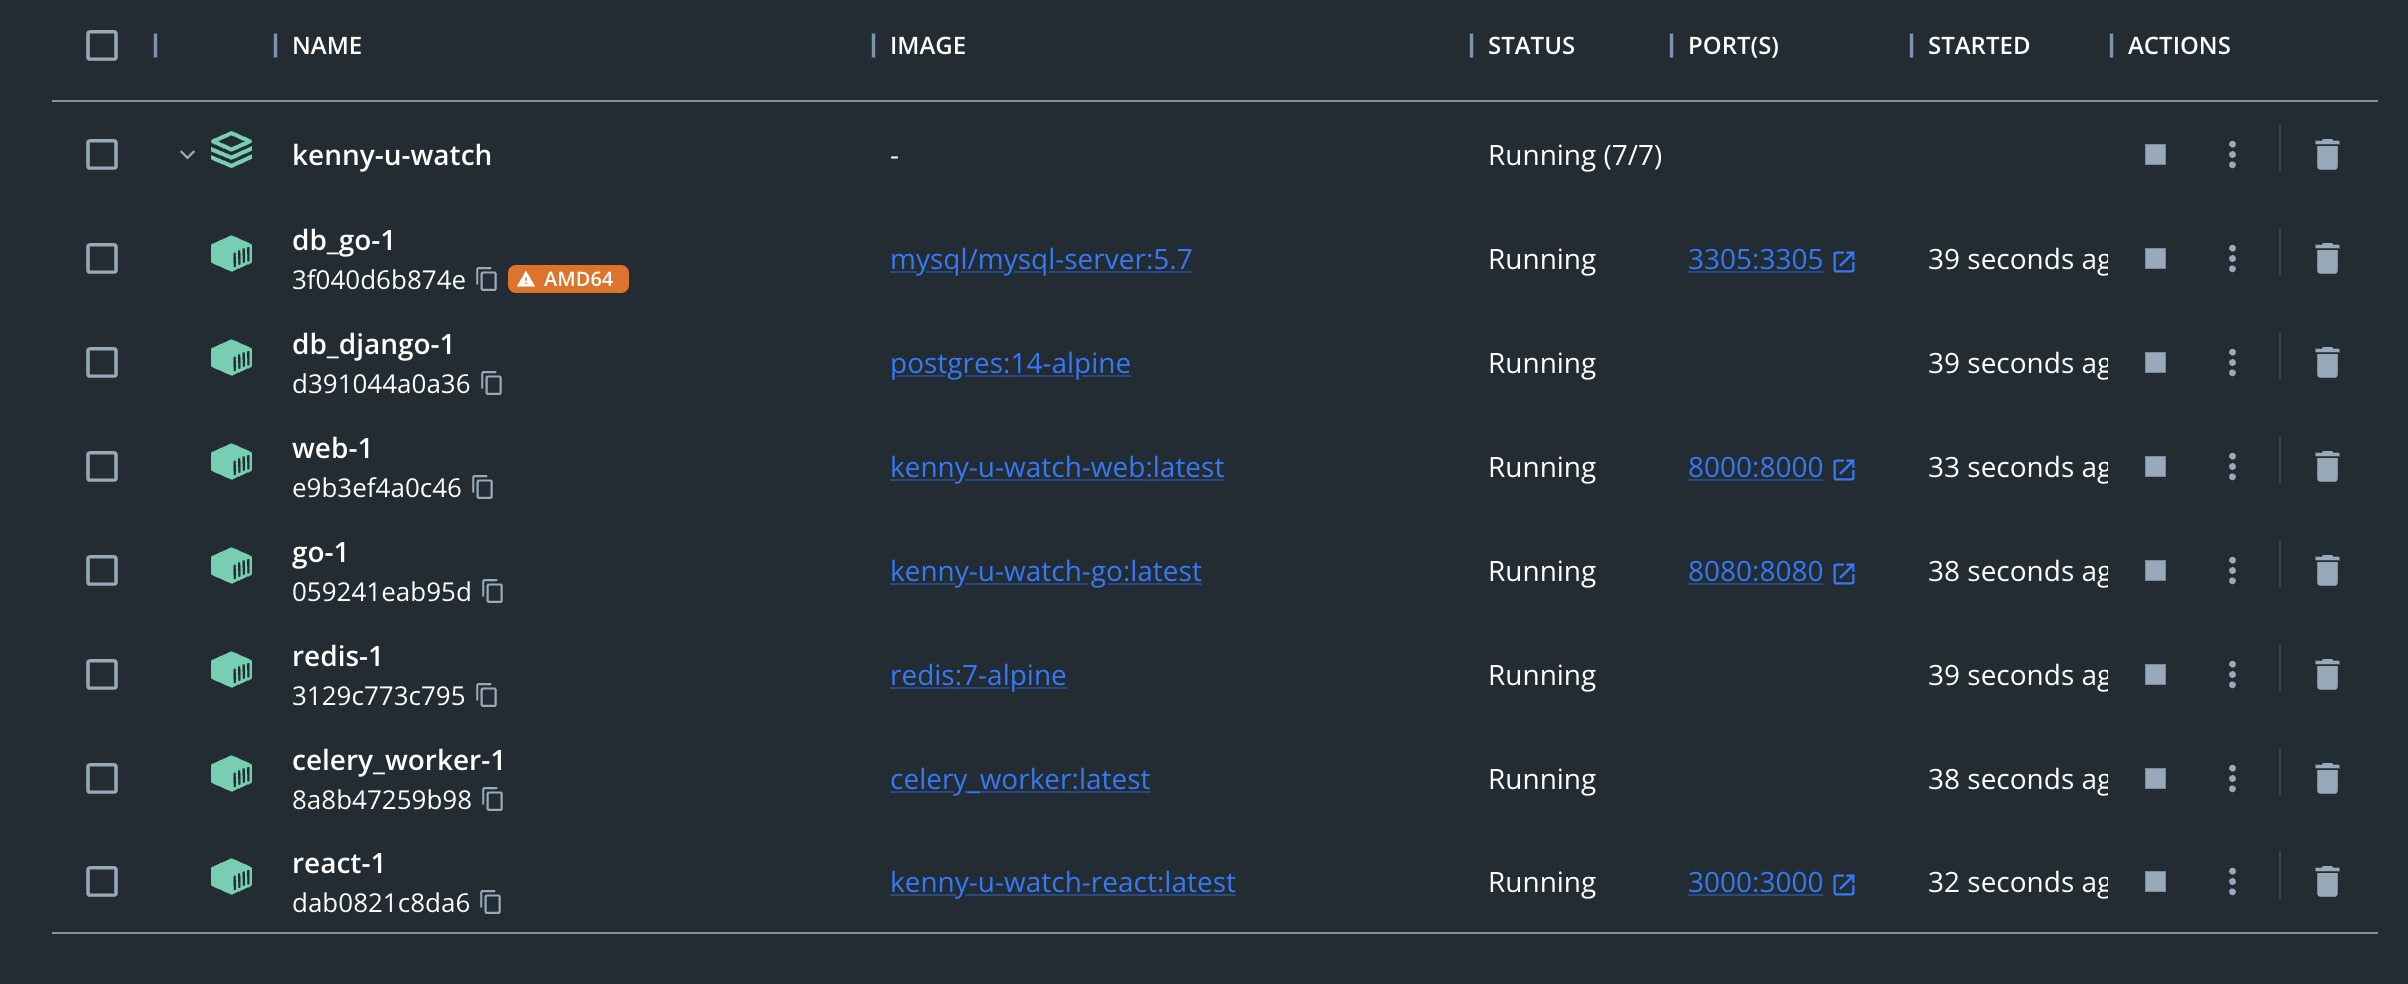 NAME IMAGE STATUS PORT(S) STARTED ACTIONS
kenny-u-watch - Running (7/7)
db_go-1
3f040d6b874e AMD64 mysql/mysql-server:5.7 Running 3305:3305 39 seconds ag
db_django-1
d391044a0a36 postgres:14-alpine Running 39 seconds ag
web-1
e9b3ef4a0c46 kenny-u-watch-web:latest Running 8000:8000 33 seconds ag
go-1
059241eab95d kenny-u-watch-go:latest Running 8080:8080 38 seconds ag
redis-1
3129c773c795 redis:7-alpine Running 39 seconds ag
celery_worker-1
8a8b47259b98 celery_worker:latest Running 38 seconds ag
react-1
dab0821c8da6 kenny-u-watch-react:latest Running 3000:3000 32 seconds ag